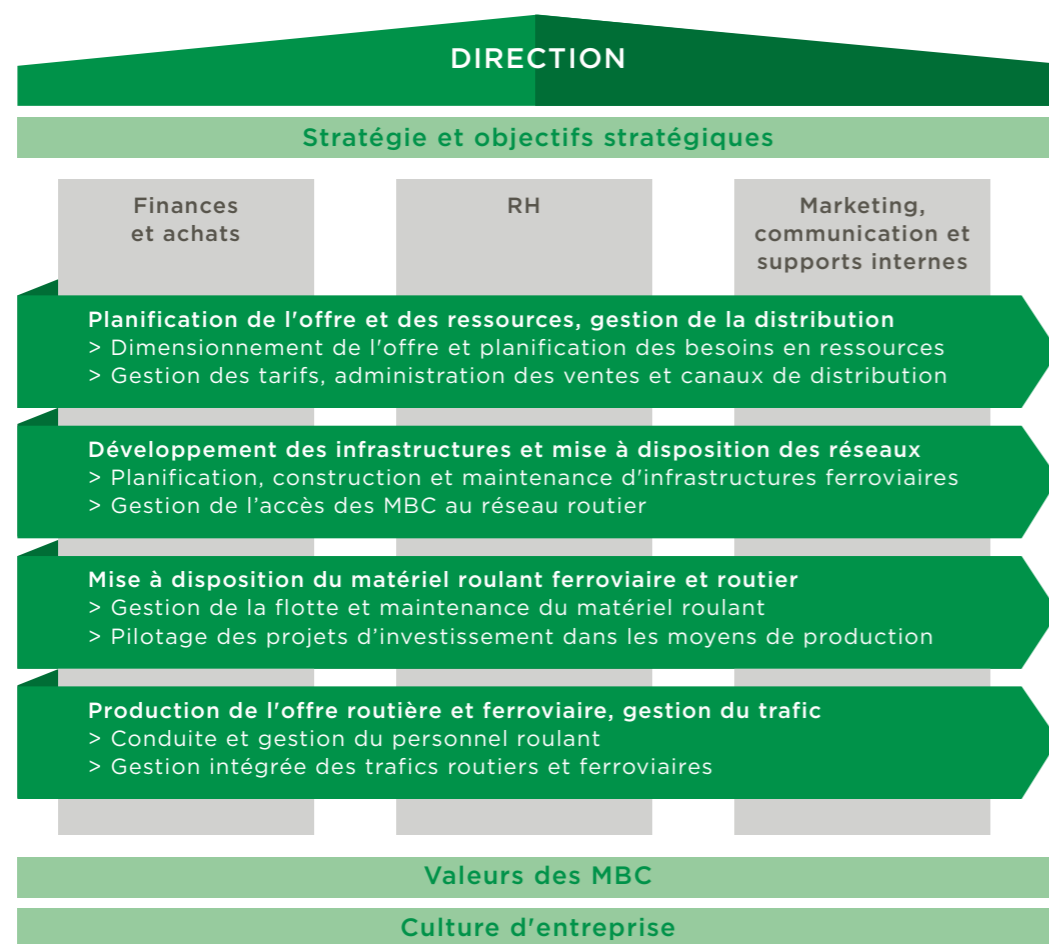 DIRECTION
Stratégie et objectifs stratégiques
Finances
et achats
RH
Marketing,
communication et
supports internes
Planification de l'offre et des ressources, gestion de la distribution
> Dimensionnement de l'offre et planification des besoins en ressources
> Gestion des tarifs, administration des ventes et canaux de distribution
Développement des infrastructures et mise à disposition des réseaux
> Planification, construction et maintenance d'infrastructures ferroviaires
> Gestion de l’accès des MBC au réseau routier
Mise à disposition du matériel roulant ferroviaire et routier
> Gestion de la flotte et maintenance du matériel roulant
> Pilotage des projets d’investissement dans les moyens de production
Production de l'offre routière et ferroviaire, gestion du trafic
> Conduite et gestion du personnel roulant
> Gestion intégrée des trafics routiers et ferroviaires
Valeurs des MBC
Culture d'entreprise